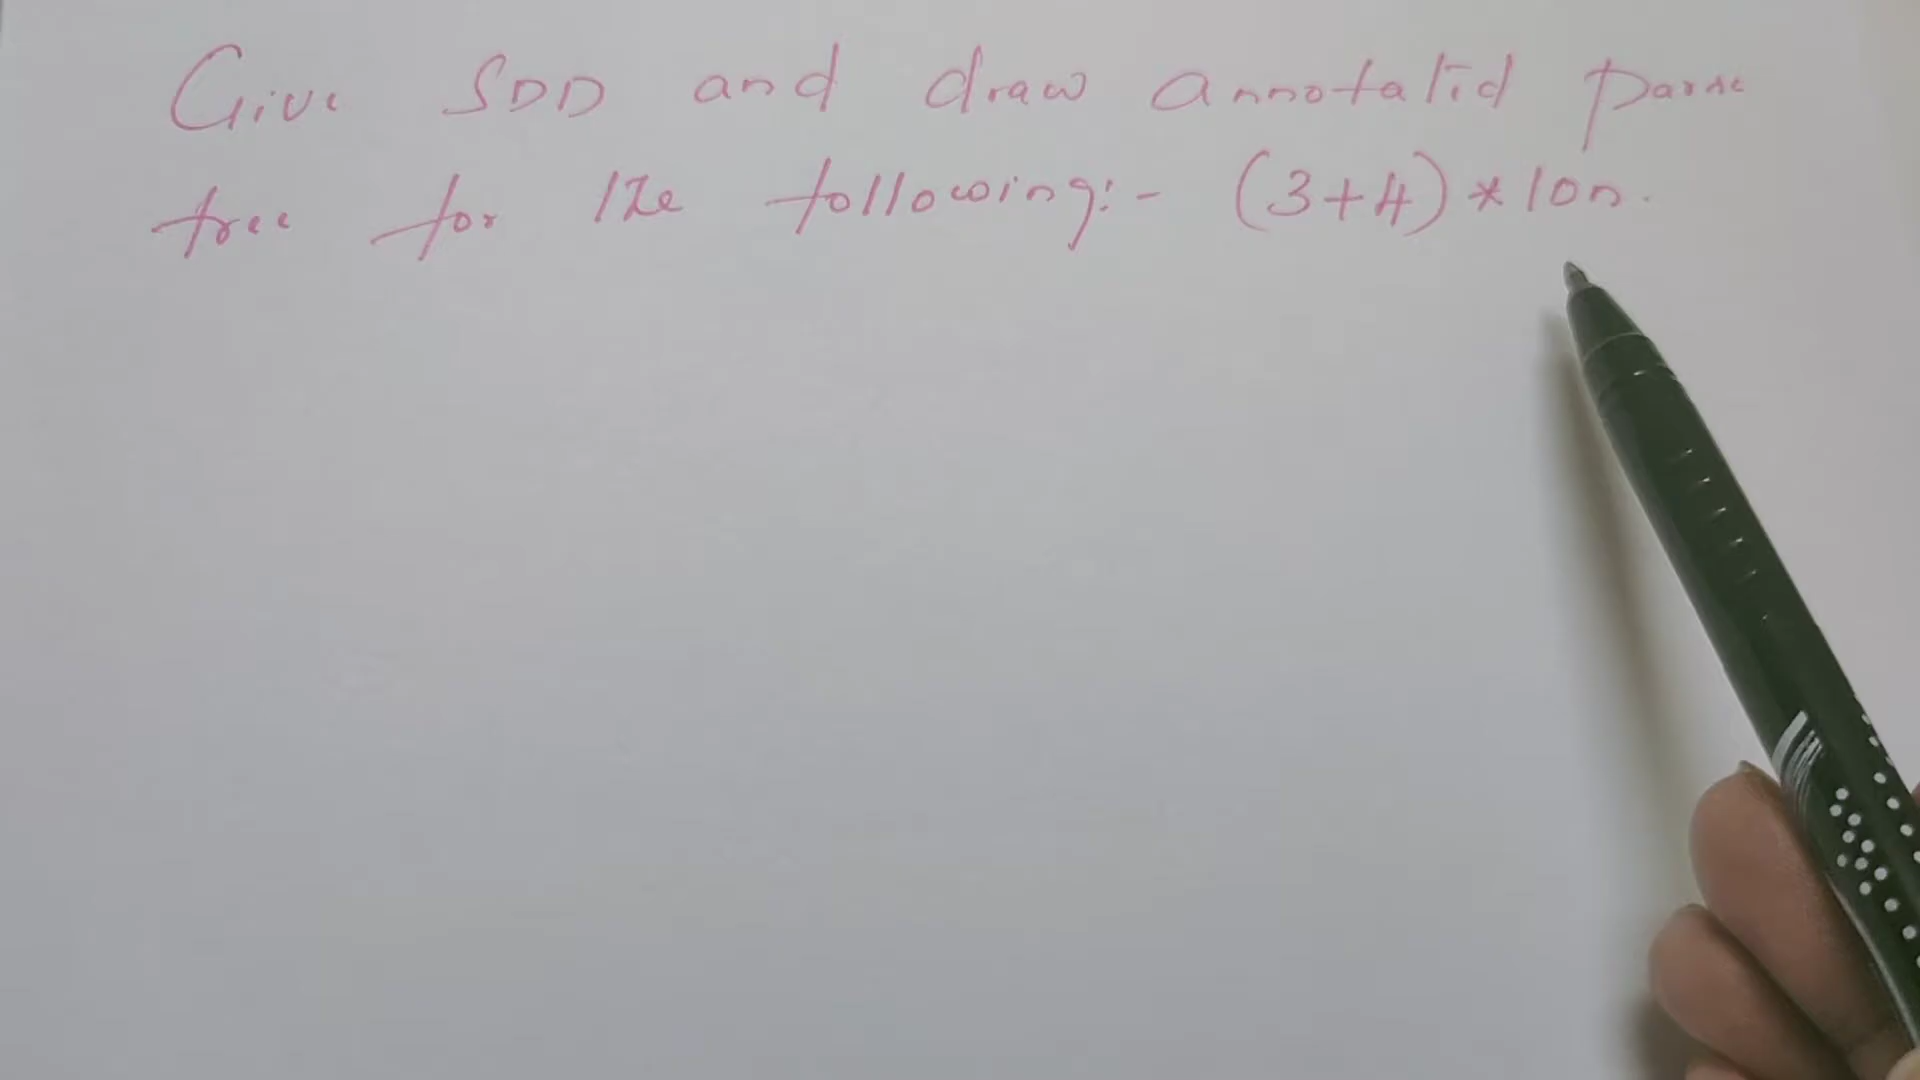 Give SDD and draw annotated parse
tree for the following:- (3+4)*10n.